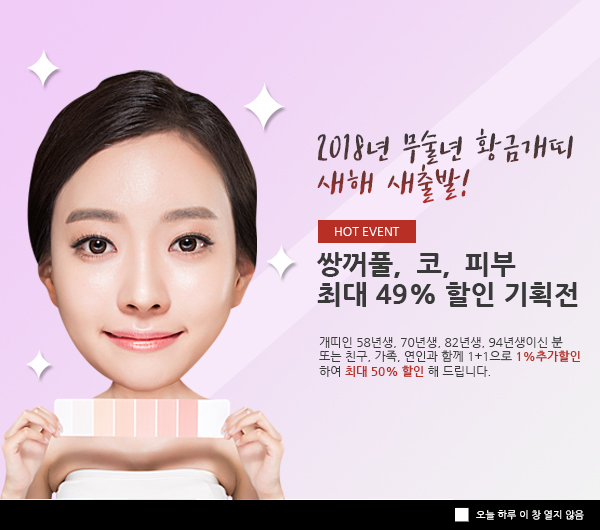 2018년 무술년 황금개띠
새해 새출발!
HOT EVENT
쌍꺼풀, 코, 피부
최대 49% 할인 기획전
개띠인 58년생, 70년생, 82년생, 94년생이신 분
또는 친구, 가족, 연인과 함께 1+1으로 1%추가할인
하여 최대 50% 할인 해 드립니다.
오늘 하루 이 창 열지 않음